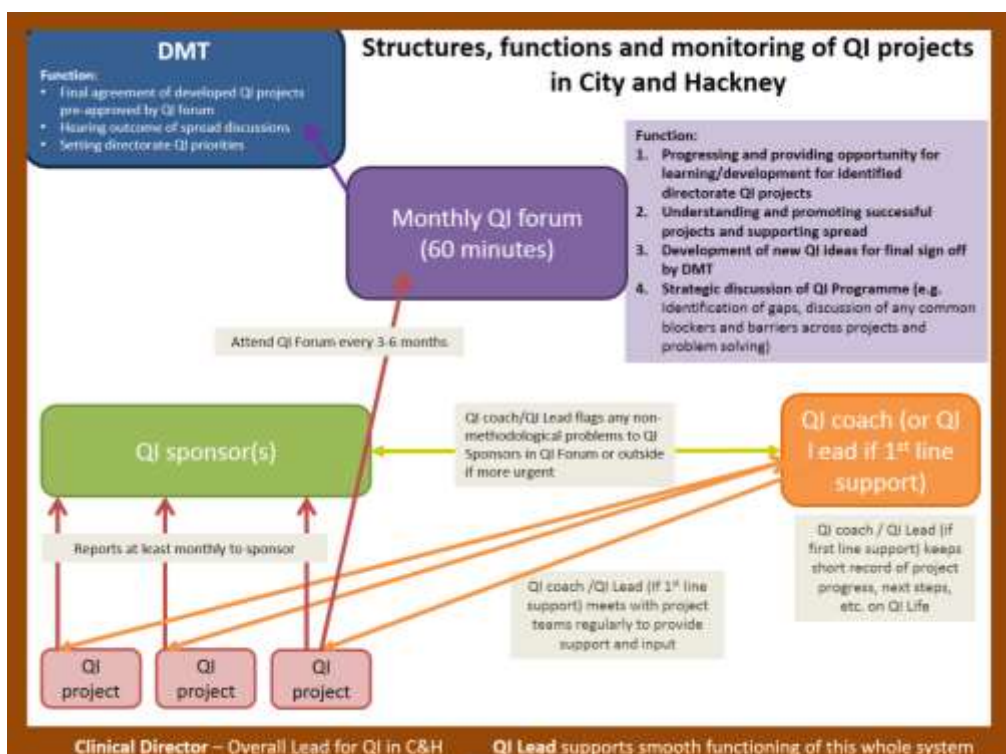 DMT
Function:
• Final agreement of developed QI projects
pre-approved by QI forum
• Hearing outcome of spread discussions
• Setting directorate QI priorities
Structures, functions and monitoring of QI projects
in City and Hackney
Function:
1. Progressing and providing opportunity for
learning/development for identified
directorate QI projects
2. Understanding and promoting successful
projects and supporting spread
3. Development of new QI ideas for final sign off
by DMT
4. Strategic discussion of QI Programme (e.g.
identification of gaps, discussion of any common
blockers and barriers across projects and
problem solving)
Monthly QI forum
(60 minutes)
Attend QI Forum every 3-6 months
QI sponsor(s)
QI coach/QI Lead flags any non-
methodological problems to QI
Sponsors in QI Forum or outside
if more urgent
QI coach (or QI
Lead if 1st line
support)
Reports at least monthly to sponsor
QI coach / QI Lead (if
first line support) keeps
short record of project
progress, next steps,
etc. on QI Life
QI coach /QI Lead (if 1st line
support) meets with project
teams regularly to provide
support and input
QI
project
QI
project
QI
project
Clinical Director – Overall Lead for QI in C&H
QI Lead supports smooth functioning of this whole system